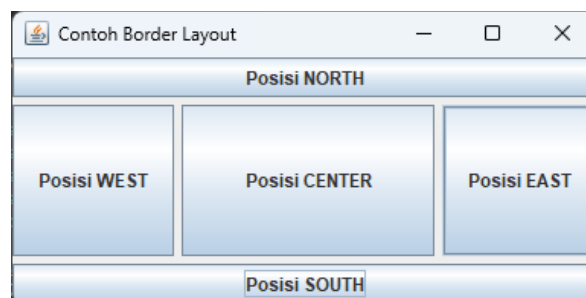 Contoh Border Layout
Posisi NORTH
Posisi WEST Posisi CENTER Posisi EAST
Posisi SOUTH